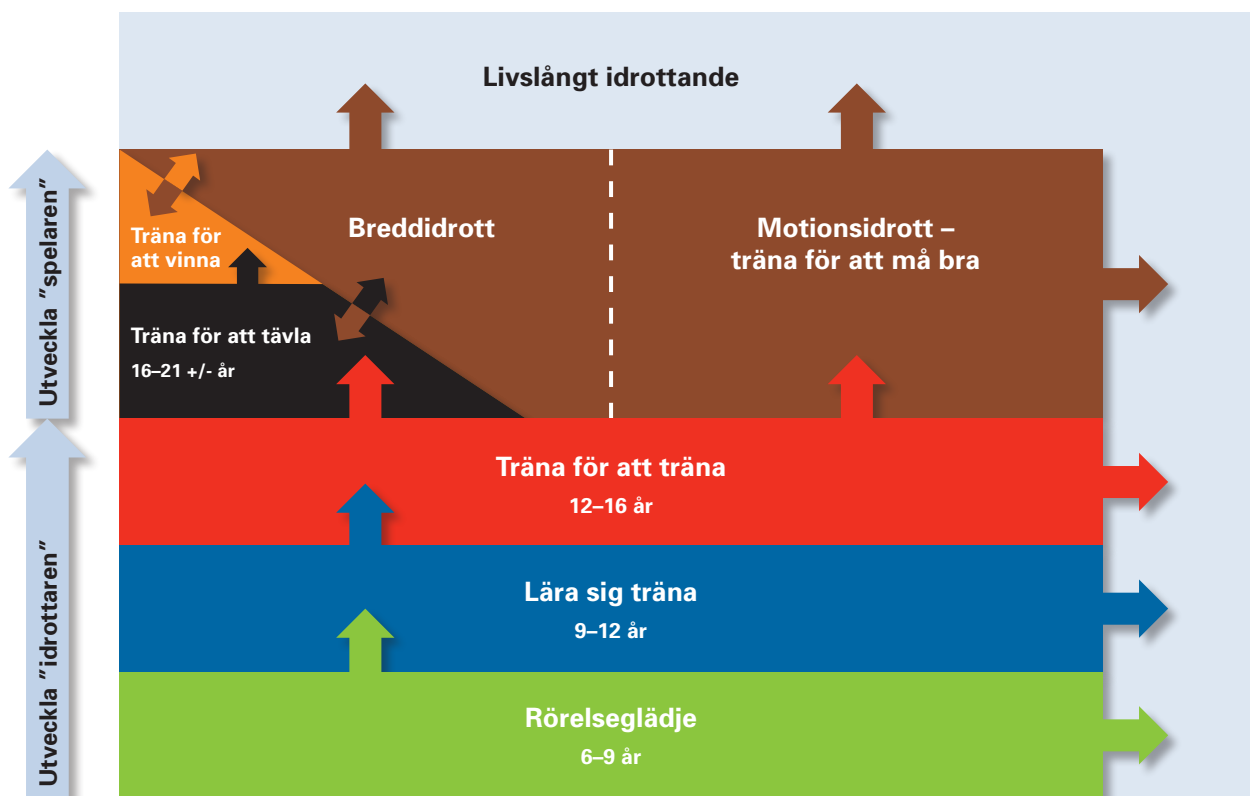 Livslångt idrottande
Utveckla ”spelaren”
Träna för
att vinna
Breddidrott
Motionsidrott –
träna för att må bra
Träna för att tävla
16–21 +/- år
Utveckla ”idrottaren”
Träna för att träna
12–16 år
Lära sig träna
9–12 år
Rörelseglädje
6–9 år